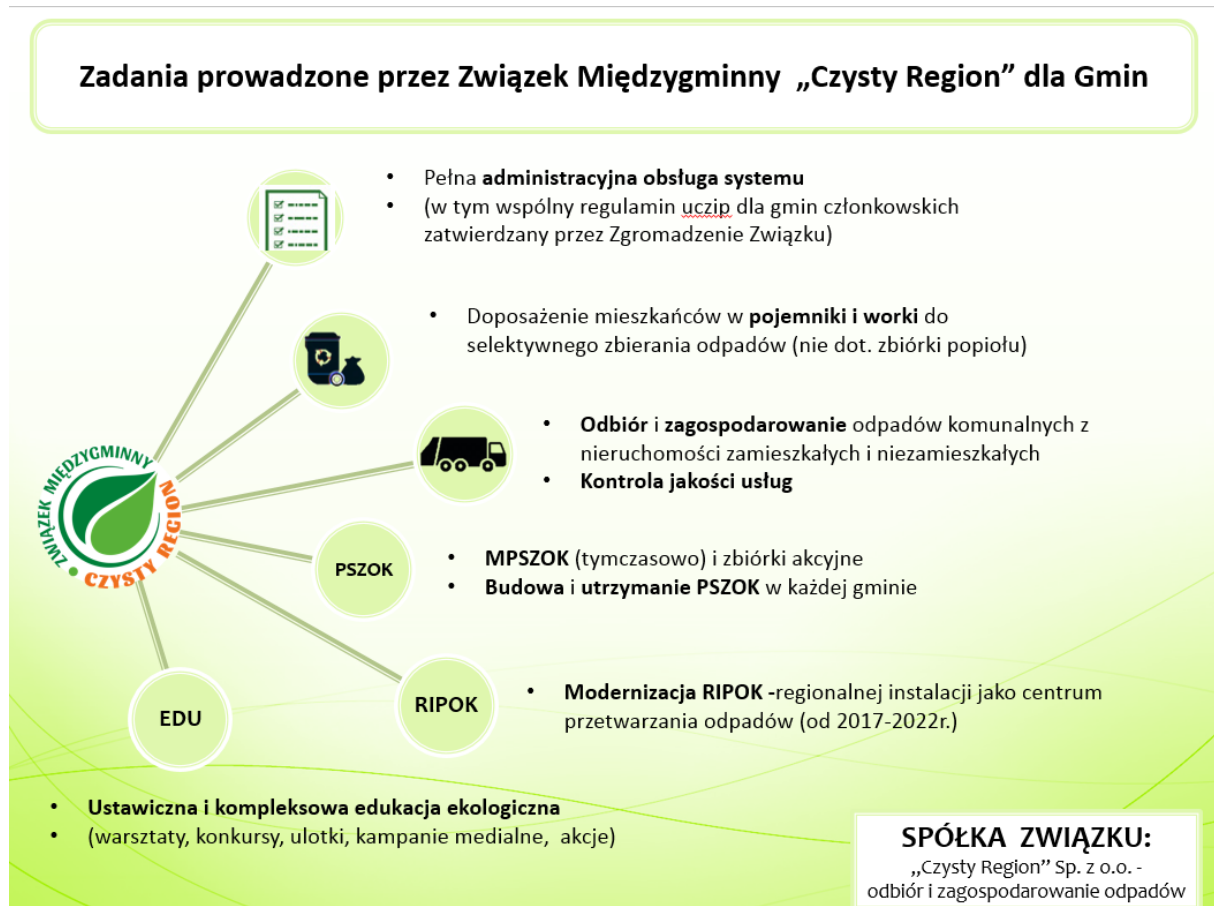 Zadania prowadzone przez Związek Międzygminny „Czysty Region” dla Gmin
• Pełna administracyjna obsługa systemu
• (w tym wspólny regulamin uczip dla gmin członkowskich
zatwierdzany przez Zgromadzenie Związku)
• Doposażenie mieszkańców w pojemniki i worki do
selektywnego zbierania odpadów (nie dot. zbiórki popiołu)
• Odbiór i zagospodarowanie odpadów komunalnych z
nieruchomości zamieszkałych i niezamieszkałych
• Kontrola jakości usług
ZWIĄZEK MIĘDZYGMINNY
• CZYSTY REGION
PSZOK
• MPSZOK (tymczasowo) i zbiórki akcyjne
• Budowa i utrzymanie PSZOK w każdej gminie
RIPOK
• Modernizacja RIPOK -regionalnej instalacji jako centrum
przetwarzania odpadów (od 2017-2022r.)
EDU
• Ustawiczna i kompleksowa edukacja ekologiczna
• (warsztaty, konkursy, ulotki, kampanie medialne, akcje)
SPÓŁKA ZWIĄZKU:
„Czysty Region” Sp. z o.o. -
odbiór i zagospodarowanie odpadów